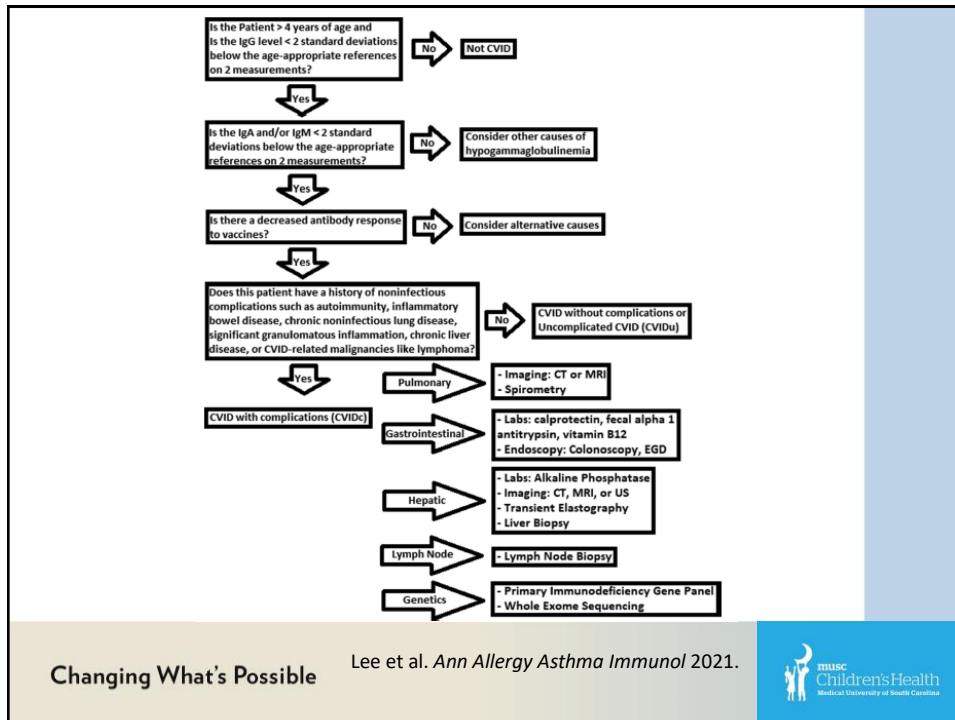 Is the Patient > 4 years of age and
Is the IgG level < 2 standard deviations
below the age-appropriate references
on 2 measurements?
No
Not CVID
Yes
Is the IgA and/or IgM < 2 standard
deviations below the age-appropriate
references on 2 measurements?
No
Consider other causes of
hypogammaglobulinemia
Yes
Is there a decreased antibody response
to vaccines?
No
Consider alternative causes
Yes
Does this patient have a history of noninfectious
complications such as autoimmunity, inflammatory
bowel disease, chronic noninfectious lung disease,
significant granulomatous inflammation, chronic liver
disease, or CVID-related malignancies like lymphoma?
No
CVID without complications or
Uncomplicated CVID (CVIDu)
Yes
CVID with complications (CVIDc)
Pulmonary
- Imaging: CT or MRI
- Spirometry
Gastrointestinal
- Labs: calprotectin, fecal alpha 1
antitrypsin, vitamin B12
- Endoscopy: Colonoscopy, EGD
Hepatic
- Labs: Alkaline Phosphatase
- Imaging: CT, MRI, or US
- Transient Elastography
- Liver Biopsy
Lymph Node
- Lymph Node Biopsy
Genetics
- Primary Immunodeficiency Gene Panel
- Whole Exome Sequencing
Changing What's Possible
Lee et al. Ann Allergy Asthma Immunol 2021.
musc
Children's Health
Medical University of South Carolina